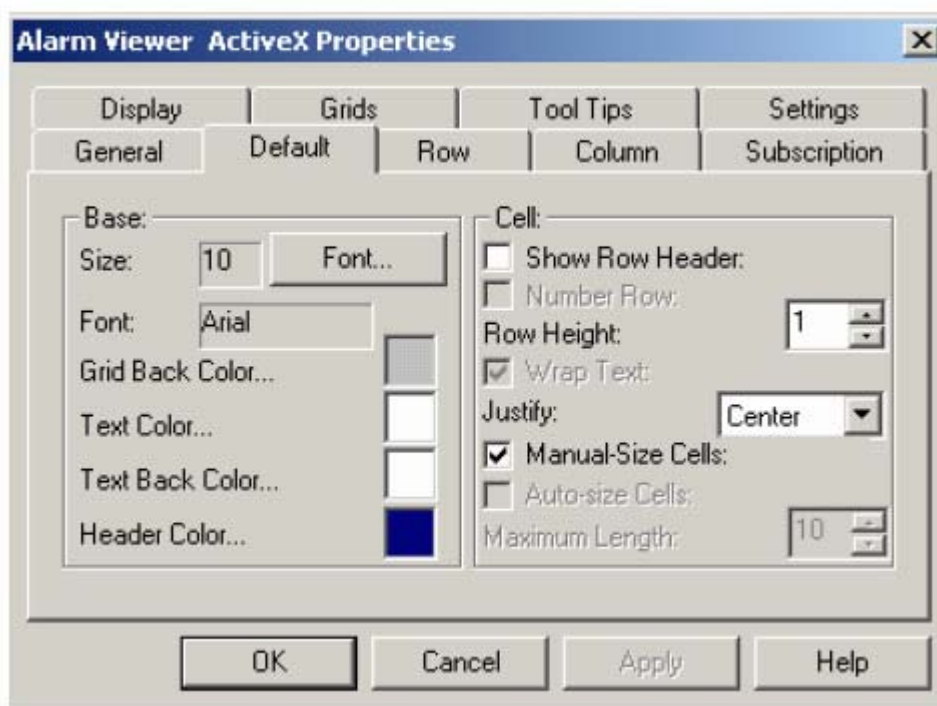 Alarm Viewer ActiveX Properties
Display Grids Tool Tips Settings
General Default Row Column Subscription
Base:
Size: 10 Font...
Font: Arial
Grid Back Color...
Text Color...
Text Back Color...
Header Color...
Cell:
Show Row Header:
Number Row:
Row Height: 1
Wrap Text:
Justify: Center
Manual-Size Cells:
Auto-size Cells:
Maximum Length: 10
OK Cancel Apply Help